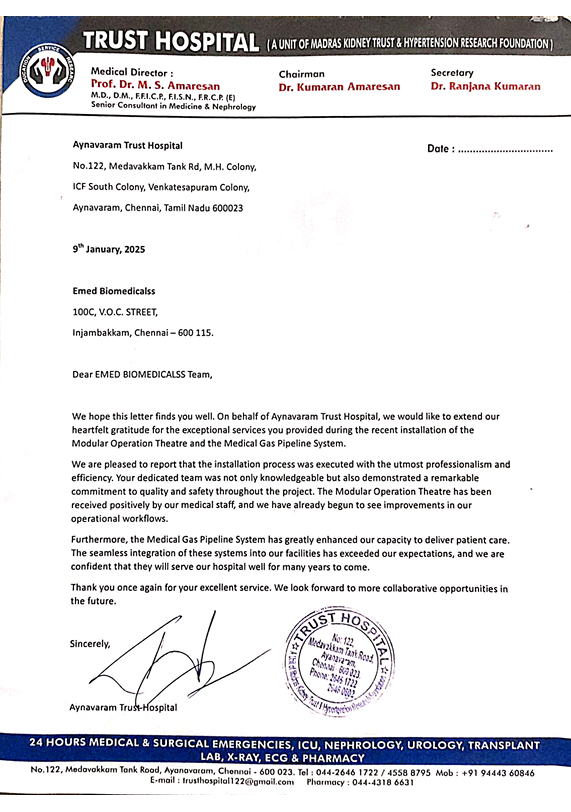 TRUST HOSPITAL ( A UNIT OF MADRAS KIDNEY TRUST & HYPERTENSION RESEARCH FOUNDATION )
Medical Director :
Prof. Dr. M. S. Amaresan
M.D., D.M., F.F.I.C.P., F.I.S.N., F.R.C.P. (E)
Senior Consultant in Medicine & Nephrology
Chairman
Dr. Kumaran Amaresan
Secretary
Dr. Ranjana Kumaran
Aynavaram Trust Hospital
Date : ................................
No.122, Medavakkam Tank Rd, M.H. Colony,
ICF South Colony, Venkatesapuram Colony,
Aynavaram, Chennai, Tamil Nadu 600023
9th January, 2025
Emed Biomedicalss
100C, V.O.C. STREET,
Injambakkam, Chennai – 600 115.
Dear EMED BIOMEDICALSS Team,
We hope this letter finds you well. On behalf of Aynavaram Trust Hospital, we would like to extend our
heartfelt gratitude for the exceptional services you provided during the recent installation of the
Modular Operation Theatre and the Medical Gas Pipeline System.
We are pleased to report that the installation process was executed with the utmost professionalism and
efficiency. Your dedicated team was not only knowledgeable but also demonstrated a remarkable
commitment to quality and safety throughout the project. The Modular Operation Theatre has been
received positively by our medical staff, and we have already begun to see improvements in our
operational workflows.
Furthermore, the Medical Gas Pipeline System has greatly enhanced our capacity to deliver patient care.
The seamless integration of these systems into our facilities has exceeded our expectations, and we are
confident that they will serve our hospital well for many years to come.
Thank you once again for your excellent service. We look forward to more collaborative opportunities in
the future.
Sincerely,
Aynavaram Trust Hospital
TRUST HOSPITAL
No: 122,
Medavakkam Tank Road,
Ayanavaram,
Chennai 600 023.
Phone: 2646 1722
24 HOURS MEDICAL & SURGICAL EMERGENCIES, ICU, NEPHROLOGY, UROLOGY, TRANSPLANT
LAB, X-RAY, ECG & PHARMACY
No.122, Medavakkam Tank Road, Ayanavaram, Chennai - 600 023. Tel : 044-2646 1722 / 4558 8795 Mob : +91 94443 60846
E-mail : trusthospital122@gmail.com Pharmacy : 044-4318 6631